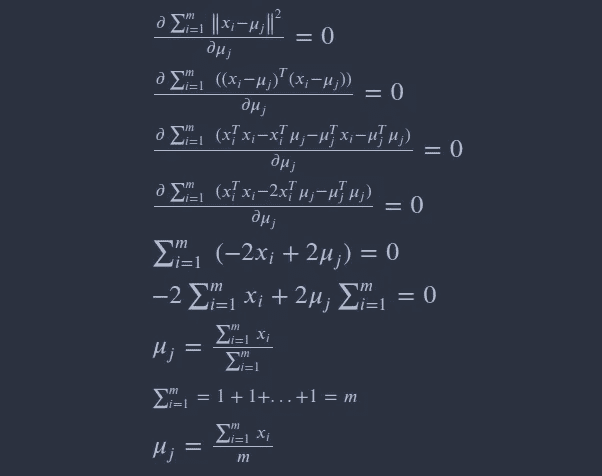 ∂ ∑_{i=1}^{m} ‖x_i−μ_j‖^2 / ∂μ_j = 0
∂ ∑_{i=1}^{m} ((x_i−μ_j)^T(x_i−μ_j)) / ∂μ_j = 0
∂ ∑_{i=1}^{m} (x_i^T x_i−x_i^T μ_j−μ_j^T x_i−μ_j^T μ_j) / ∂μ_j = 0
∂ ∑_{i=1}^{m} (x_i^T x_i−2x_i^T μ_j−μ_j^T μ_j) / ∂μ_j = 0
∑_{i=1}^{m} (−2x_i + 2μ_j) = 0
−2 ∑_{i=1}^{m} x_i + 2μ_j ∑_{i=1}^{m} = 0
μ_j = ∑_{i=1}^{m} x_i / ∑_{i=1}^{m}
∑_{i=1}^{m} = 1 + 1+...+1 = m
μ_j = ∑_{i=1}^{m} x_i / m